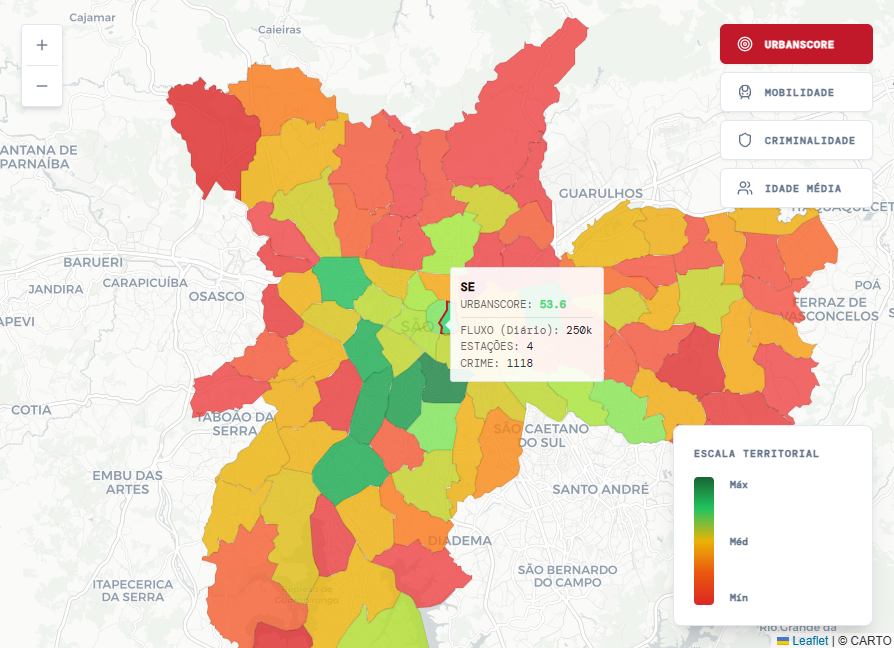 Cajamar
Caieiras
+
−
URBANSCORE
MOBILIDADE
CRIMINALIDADE
IDADE MÉDIA
ANTANA DE
PARNAÍBA
GUARULHOS
BARUERI
JANDIRA
CARAPICUÍBA
OSASCO
APEVI
POÁ
FERRAZ DE
VASCONCELOS
SÃO
SE
URBANSCORE: 53.6
FLUXO (Diário): 250k
ESTAÇÕES: 4
CRIME: 1118
COTIA
TABOÃO DA
SERRA
SÃO CAETANO
DO SUL
EMBU DAS
ARTES
SANTO ANDRÉ
DIADEMA
ITAPECERICA
DA SERRA
SÃO BERNARDO
DO CAMPO
ESCALA TERRITORIAL
Máx
Méd
Mín
Rio Grande da
Leaflet | © CARTO